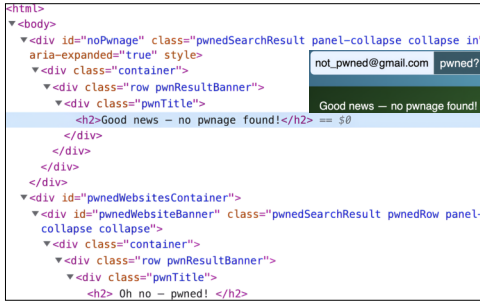 <html>
▼<body>
▼<div id="noPwnage" class="pwnedSearchResult panel-collapse collapse in"
aria-expanded="true" style>
▼<div class="container">
▼<div class="row pwnResultBanner">
▼<div class="pwnTitle">
<h2>Good news — no pwnage found!</h2> == $0
</div>
</div>
</div>
</div>
▼<div id="pwnedWebsitesContainer">
▼<div id="pwnedWebsiteBanner" class="pwnedSearchResult pwnedRow panel-
collapse collapse">
▼<div class="container">
▼<div class="row pwnResultBanner">
▼<div class="pwnTitle">
<h2> Oh no — pwned! </h2>
not_pwned@gmail.com pwned?
Good news — no pwnage found!